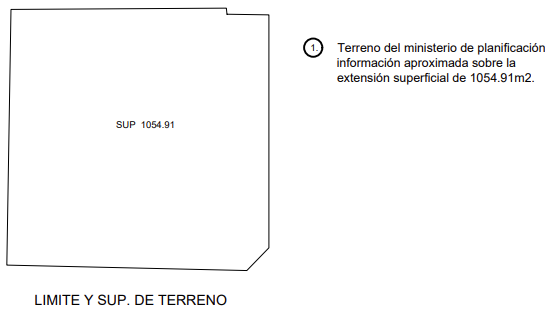 SUP 1054.91
1. Terreno del ministerio de planificación
información aproximada sobre la
extensión superficial de 1054.91m2.
LIMITE Y SUP. DE TERRENO